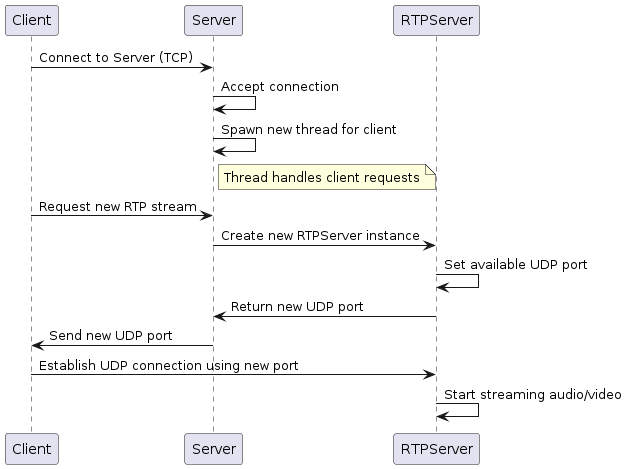 Client Server RTPServer
Connect to Server (TCP)
Accept connection
Spawn new thread for client
Thread handles client requests
Request new RTP stream
Create new RTPServer instance
Set available UDP port
Return new UDP port
Send new UDP port
Establish UDP connection using new port
Start streaming audio/video
Client Server RTPServer